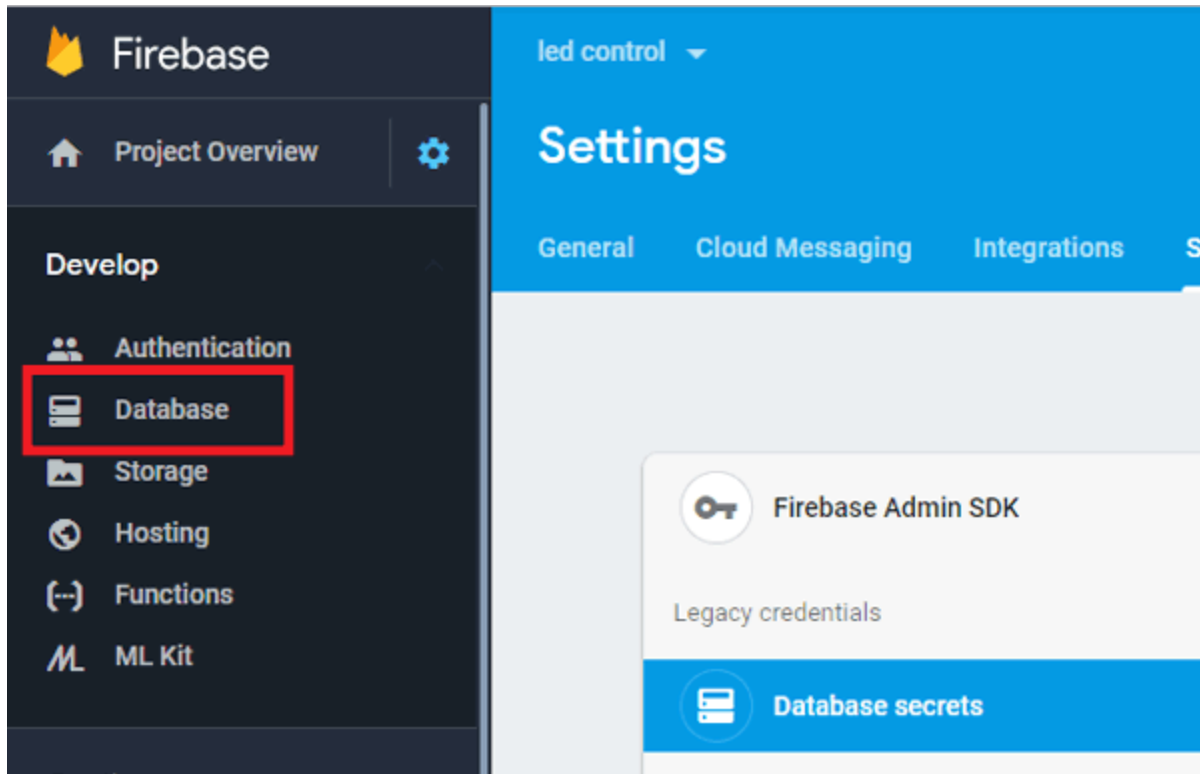 Firebase
Project Overview
Develop
Authentication
Database
Storage
Hosting
Functions
ML Kit
led control
Settings
General Cloud Messaging Integrations
Firebase Admin SDK
Legacy credentials
Database secrets